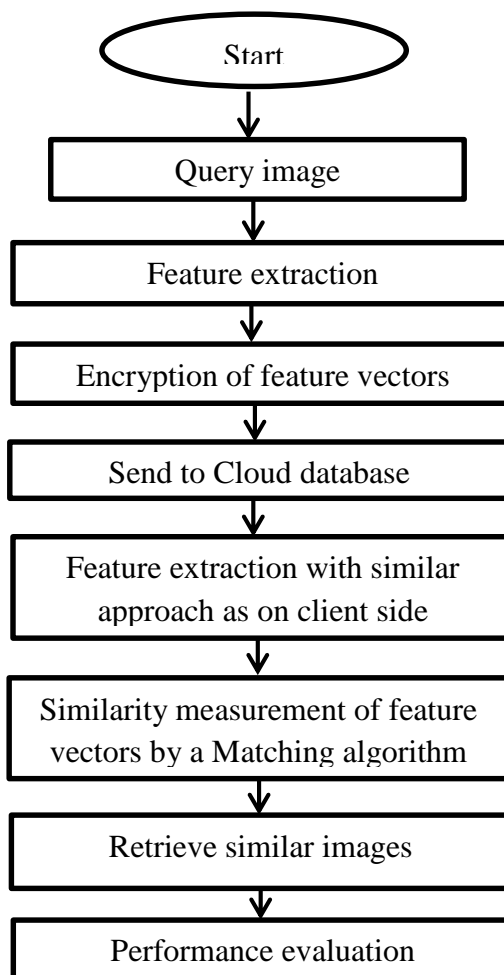 Start
Query image
Feature extraction
Encryption of feature vectors
Send to Cloud database
Feature extraction with similar
approach as on client side
Similarity measurement of feature
vectors by a Matching algorithm
Retrieve similar images
Performance evaluation